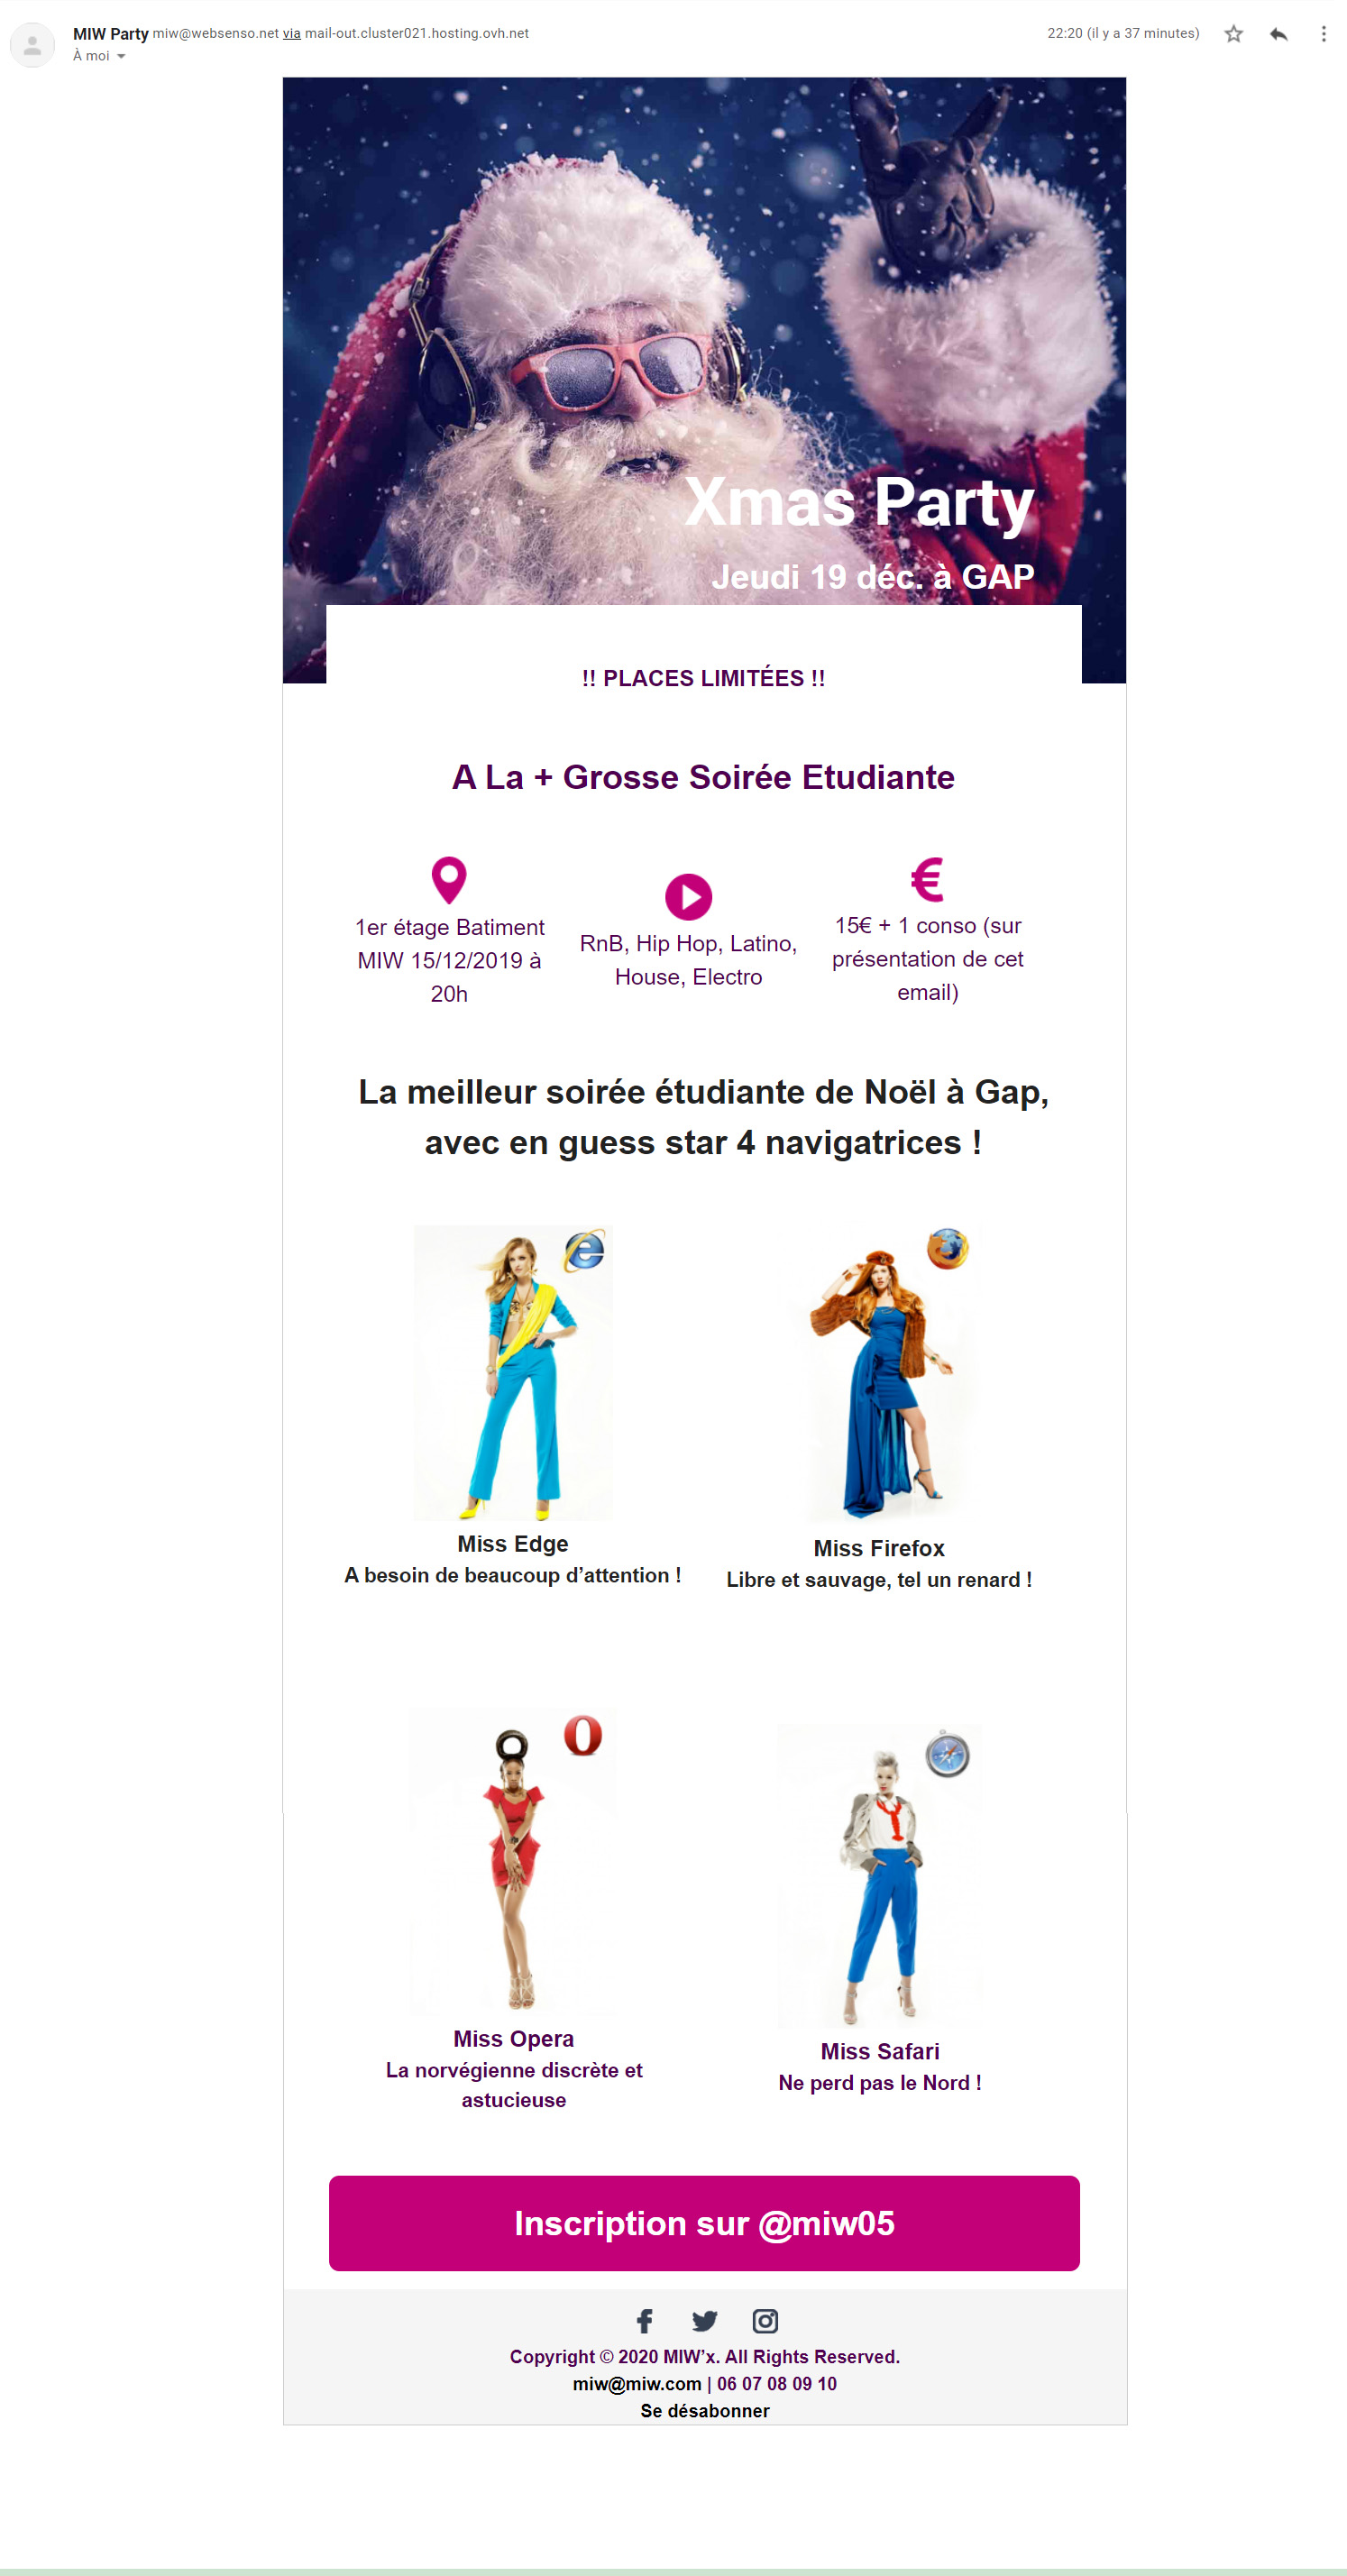 MIW Party miw@websenso.net via mail-out.cluster021.hosting.ovh.net
22:20 (il y a 37 minutes)
À moi
Xmas Party
Jeudi 19 déc. à GAP
!! PLACES LIMITÉES !!
A La + Grosse Soirée Etudiante
1er étage Batiment
MIW 15/12/2019 à
20h
RnB, Hip Hop, Latino,
House, Electro
15€ + 1 conso (sur
présentation de cet
email)
La meilleur soirée étudiante de Noël à Gap,
avec en guess star 4 navigatrices !
Miss Edge
A besoin de beaucoup d’attention !
Miss Firefox
Libre et sauvage, tel un renard !
Miss Opera
La norvégienne discrète et
astucieuse
Miss Safari
Ne perd pas le Nord !
Inscription sur @miw05
Copyright © 2020 MIW’x. All Rights Reserved.
miw@miw.com | 06 07 08 09 10
Se désabonner